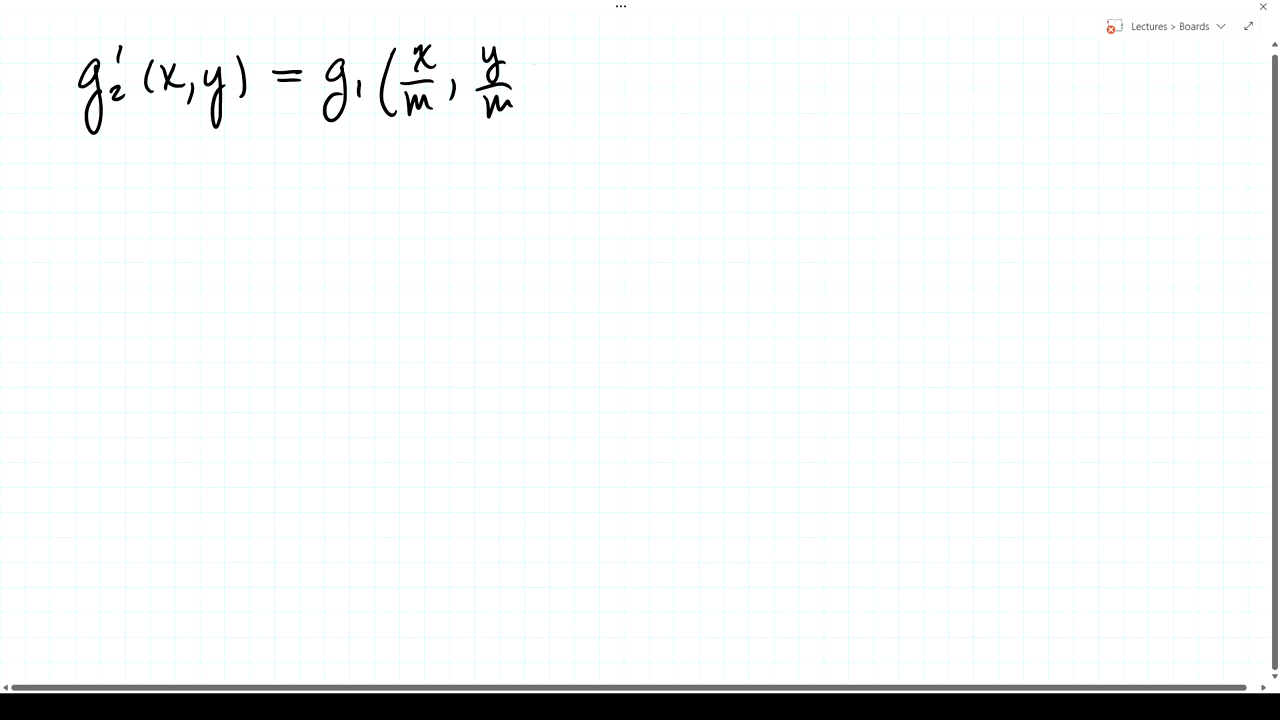 Lectures > Boards
g₂'(x,y) = g₁(x/m, y/m